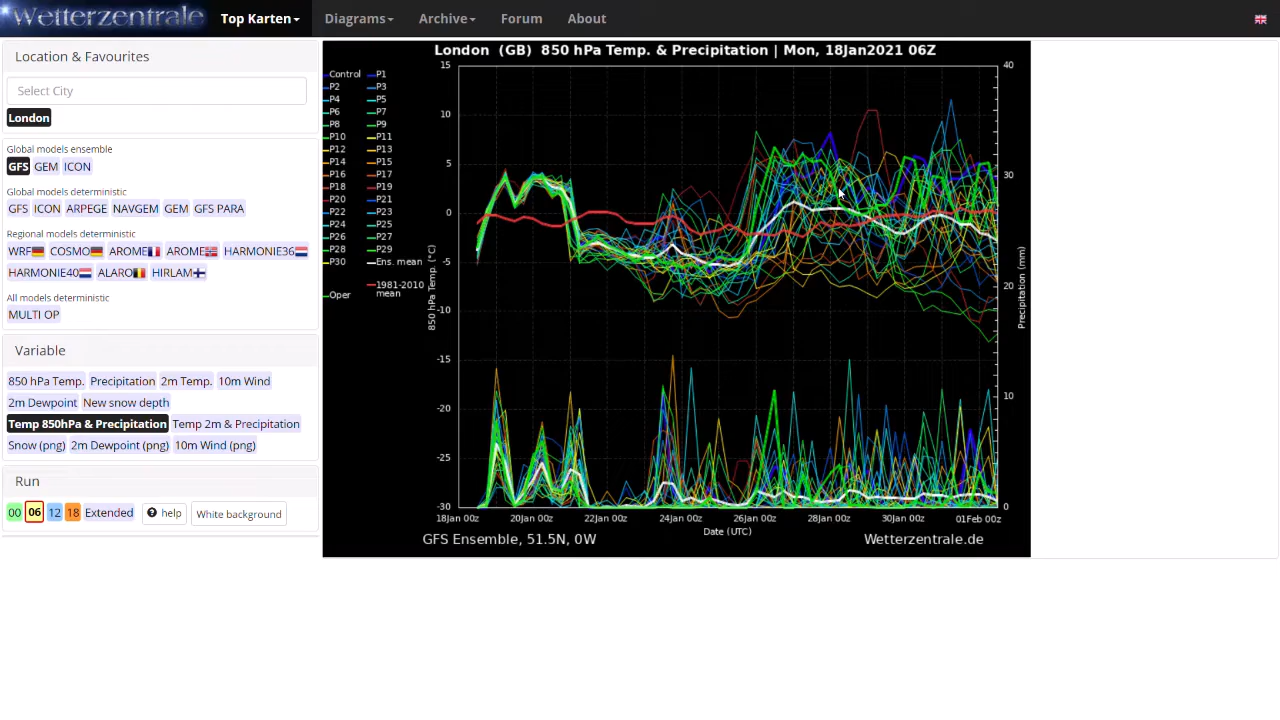 Wetterzentrale
Top Karten
Diagrams
Archive
Forum
About
Location & Favourites
Select City
London
Global models ensemble
GFS GEM ICON
Global models deterministic
GFS ICON ARPEGE NAVGEM GEM GFS PARA
Regional models deterministic
WRF COSMO AROME AROME HARMONIE36
HARMONIE40 ALARO HIRLAM
All models deterministic
MULTI OP
Variable
850 hPa Temp. Precipitation 2m Temp. 10m Wind
2m Dewpoint New snow depth
Temp 850hPa & Precipitation Temp 2m & Precipitation
Snow (png) 2m Dewpoint (png) 10m Wind (png)
Run
00 06 12 18 Extended help White background
London (GB) 850 hPa Temp. & Precipitation | Mon, 18Jan2021 06Z
Control P1
P2 P3
P4 P5
P6 P7
P8 P9
P10 P11
P12 P13
P14 P15
P16 P17
P18 P19
P20 P21
P22 P23
P24 P25
P26 P27
P28 P29
P30 Ens. mean
1981-2010
mean
Oper
850 hPa Temp. (°C)
15
10
5
0
-5
-10
-15
-20
-25
-30
40
30
20
10
0
Precipitation (mm)
18Jan 00z 20Jan 00z 22Jan 00z 24Jan 00z 26Jan 00z 28Jan 00z 30Jan 00z 01Feb 00z
Date (UTC)
GFS Ensemble, 51.5N, 0W
Wetterzentrale.de